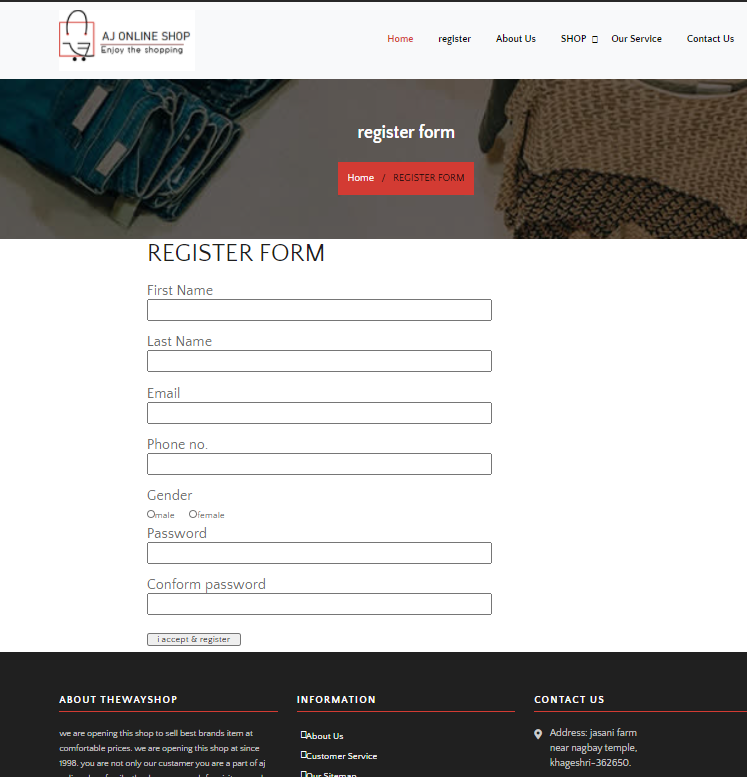 AJ ONLINE SHOP
Enjoy the shopping
Home register About Us SHOP Our Service Contact Us
register form
Home / REGISTER FORM
REGISTER FORM
First Name
Last Name
Email
Phone no.
Gender
male female
Password
Conform password
i accept & register
ABOUT THEWAYSHOP
we are opening this shop to sell best brands item at
comfortable prices. we are opening this shop at since
1998. you are not only our custamer you are a part of aj
INFORMATION
About Us
Customer Service
Our Sitemap
CONTACT US
Address: jasani farm
near nagbay temple,
khageshri-362650.